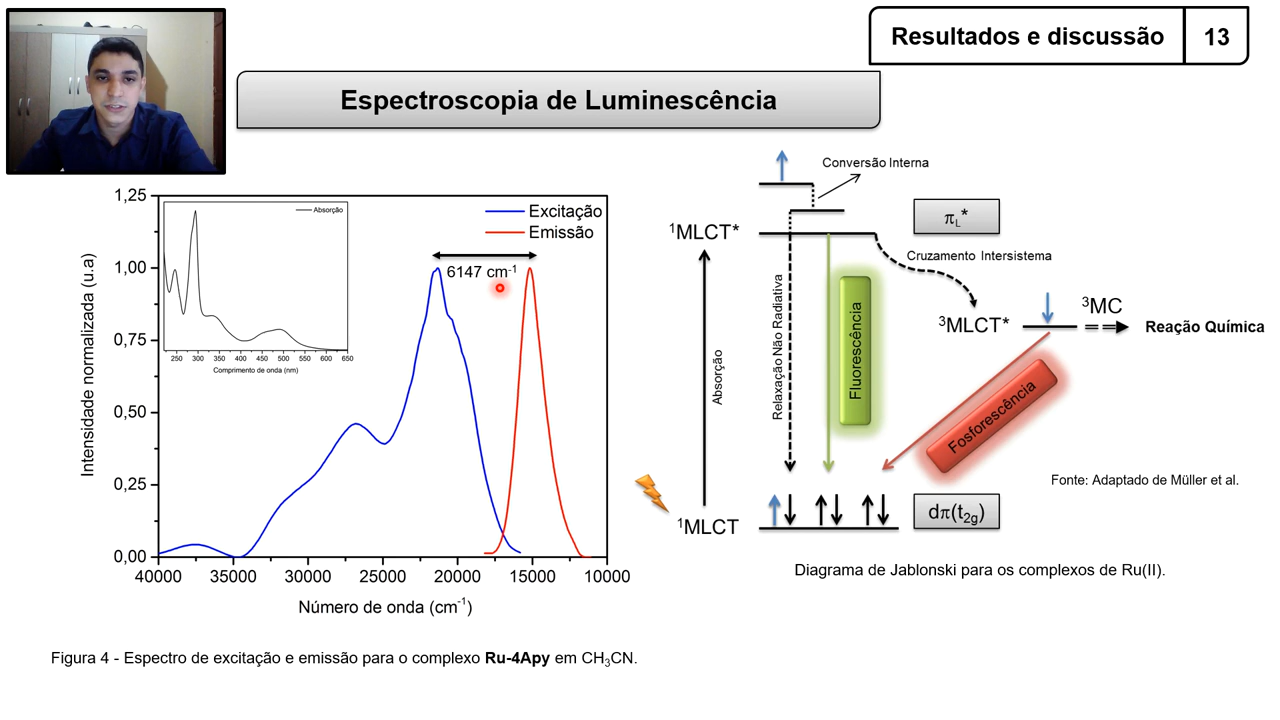 Resultados e discussão 13
Espectroscopia de Luminescência
Intensidade normalizada (u.a)
1,25
1,00
0,75
0,50
0,25
0,00
40000 35000 30000 25000 20000 15000 10000
Número de onda (cm⁻¹)
Excitação
Emissão
6147 cm⁻¹
Absorção
250 300 350 400 450 500 550 600 650
Comprimento de onda (nm)
Figura 4 - Espectro de excitação e emissão para o complexo Ru-4Apy em CH₃CN.
Conversão Interna
π_L*
¹MLCT*
Cruzamento Intersistema
³MLCT*
³MC
Reação Química
Absorção
Relaxação Não Radiativa
Fluorescência
Fosforescência
Fonte: Adaptado de Müller et al.
¹MLCT
dπ(t₂g)
Diagrama de Jablonski para os complexos de Ru(II).